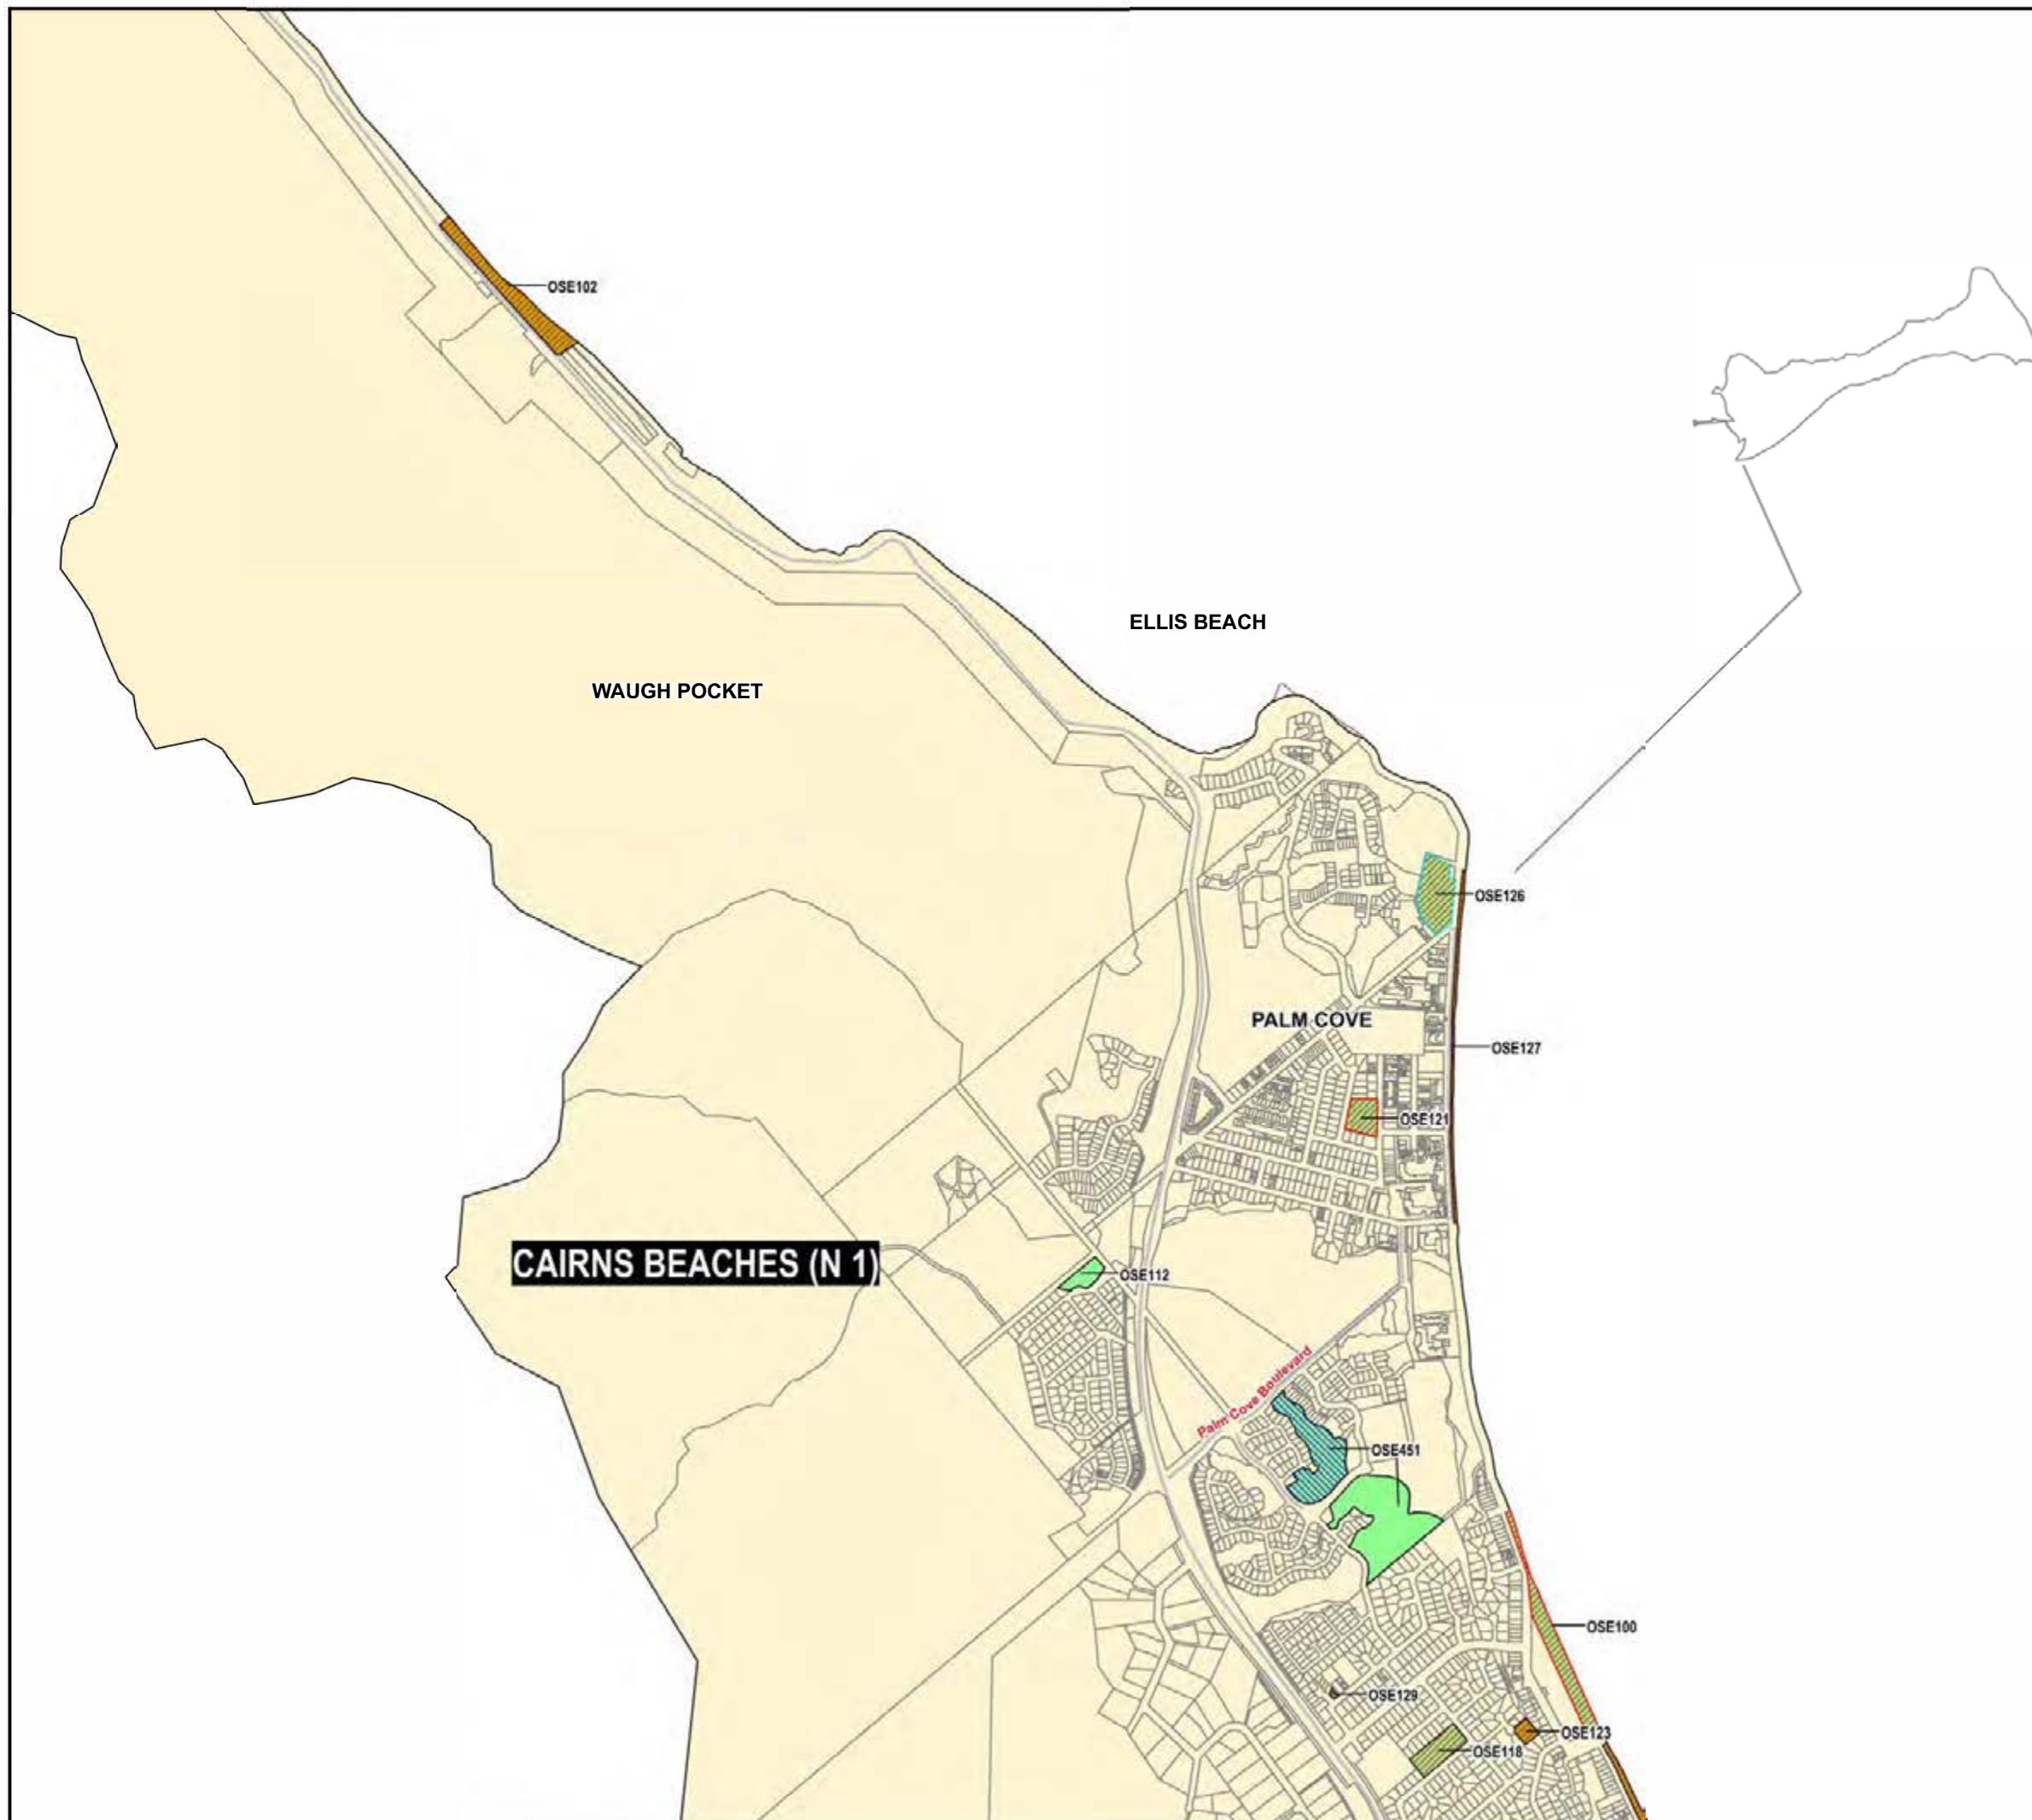 OSE102
ELLIS BEACH
WAUGH POCKET
OSE126
PALM COVE
OSE127
OSE121
CAIRNS BEACHES (N 1)
OSE112
Palm Cove Boulevard
OSE451
OSE100
OSE129
OSE123
OSE118